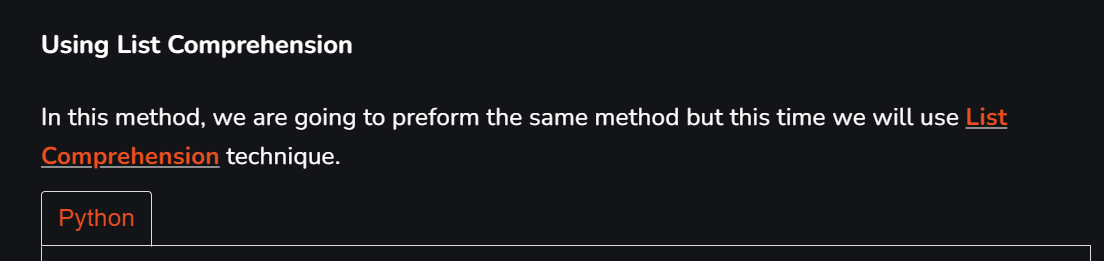 Using List Comprehension
In this method, we are going to preform the same method but this time we will use List
Comprehension technique.
Python